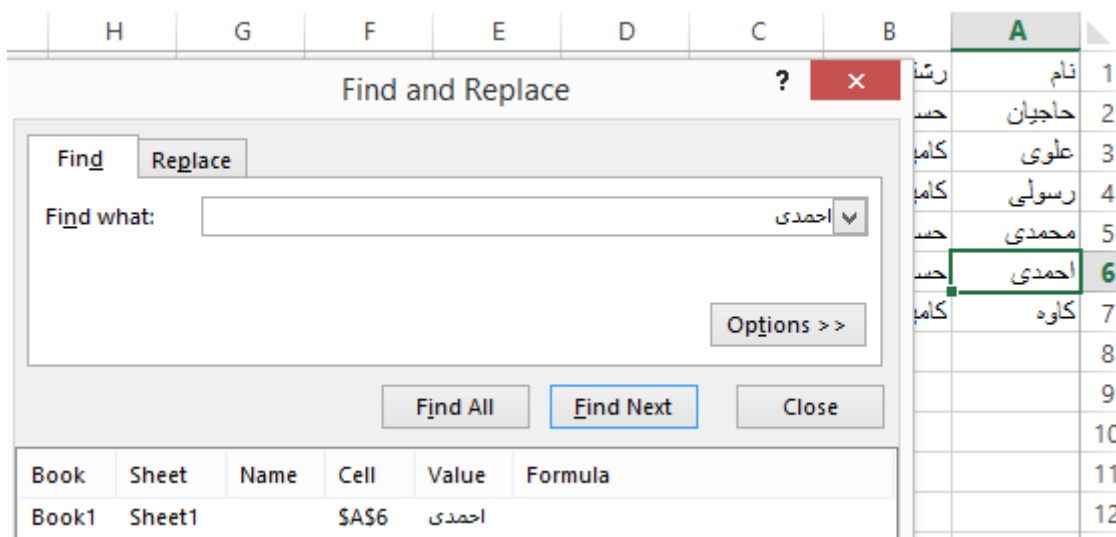 H G F E D C B A
Find and Replace ?
Find Replace
Find what: احمدی
Options >>
Find All Find Next Close
Book Sheet Name Cell Value Formula
Book1 Sheet1 $A$6 احمدی
نام 1
حاجیان 2
علوی 3
رسولی 4
محمدی 5
احمدی 6
کاوه 7
8
9
10
11
12